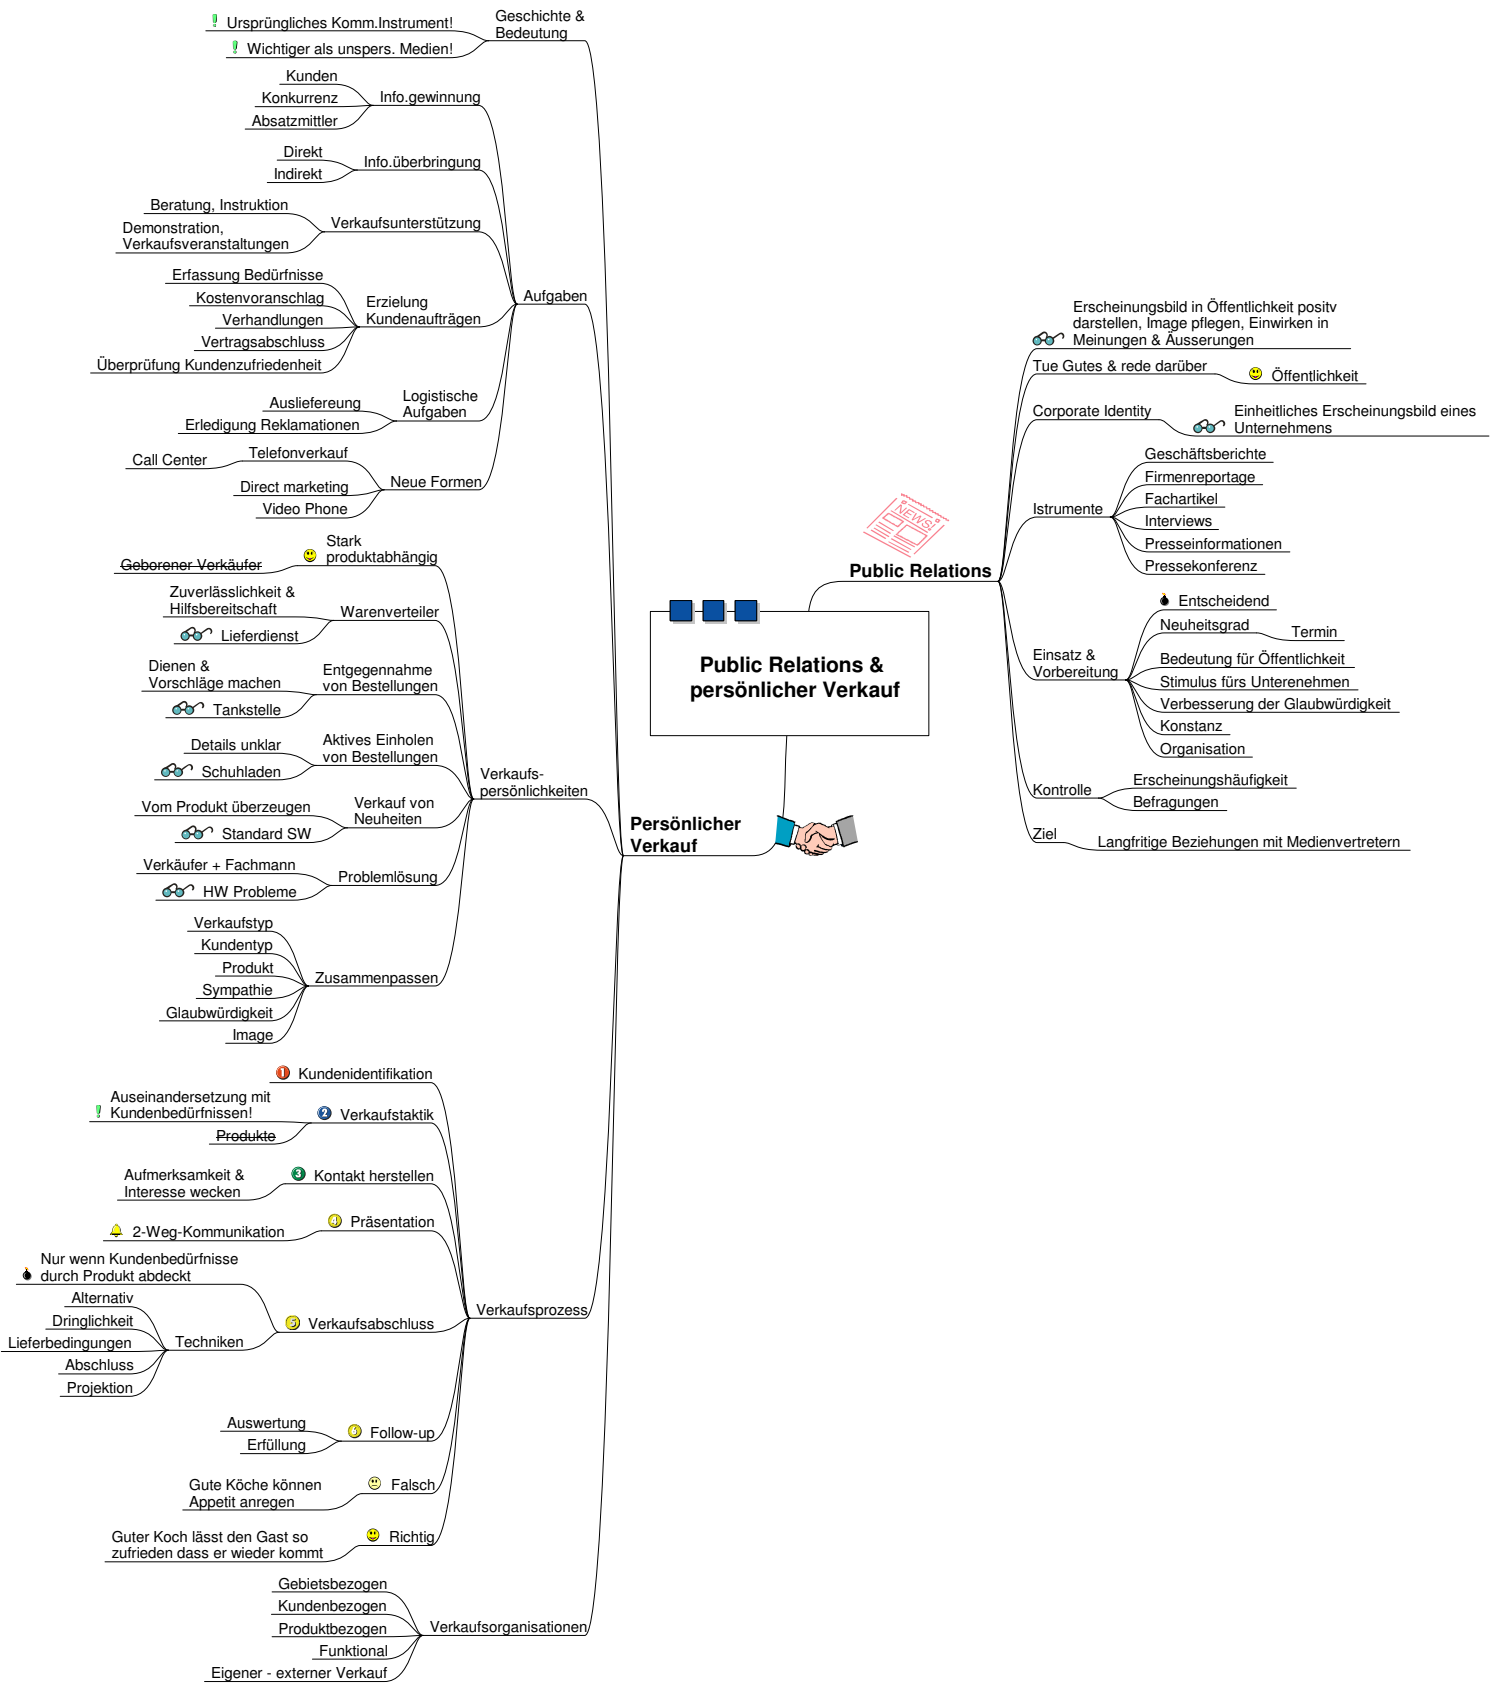 Public Relations &
persönlicher Verkauf
NEWS!
Public Relations
Erscheinungsbild in Öffentlichkeit positv
darstellen, Image pflegen, Einwirken in
Meinungen & Äusserungen
Tue Gutes & rede darüber
Öffentlichkeit
Corporate Identity
Einheitliches Erscheinungsbild eines
Unternehmens
Istrumente
Geschäftsberichte
Firmenreportage
Fachartikel
Interviews
Presseinformationen
Pressekonferenz
Einsatz &
Vorbereitung
Entscheidend
Neuheitsgrad
Termin
Bedeutung für Öffentlichkeit
Stimulus fürs Unterenehmen
Verbesserung der Glaubwürdigkeit
Konstanz
Organisation
Kontrolle
Erscheinungshäufigkeit
Befragungen
Ziel
Langfritige Beziehungen mit Medienvertretern
Persönlicher
Verkauf
Geschichte &
Bedeutung
Ursprüngliches Komm.Instrument!
Wichtiger als unspers. Medien!
Aufgaben
Info.gewinnung
Kunden
Konkurrenz
Absatzmittler
Info.überbringung
Direkt
Indirekt
Verkaufsunterstützung
Beratung, Instruktion
Demonstration,
Verkaufsveranstaltungen
Erzielung
Kundenaufträgen
Erfassung Bedürfnisse
Kostenvoranschlag
Verhandlungen
Vertragsabschluss
Überprüfung Kundenzufriedenheit
Logistische
Aufgaben
Ausliefereung
Erledigung Reklamationen
Neue Formen
Telefonverkauf
Call Center
Direct marketing
Video Phone
Verkaufs-
persönlichkeiten
Stark
produktabhängig
Geborener Verkäufer
Warenverteiler
Zuverlässlichkeit &
Hilfsbereitschaft
Lieferdienst
Entgegennahme
von Bestellungen
Dienen &
Vorschläge machen
Tankstelle
Aktives Einholen
von Bestellungen
Details unklar
Schuhladen
Verkauf von
Neuheiten
Vom Produkt überzeugen
Standard SW
Problemlösung
Verkäufer + Fachmann
HW Probleme
Zusammenpassen
Verkaufstyp
Kundentyp
Produkt
Sympathie
Glaubwürdigkeit
Image
Verkaufsprozess
1 Kundenidentifikation
2 Verkaufstaktik
Auseinandersetzung mit
Kundenbedürfnissen!
Produkte
3 Kontakt herstellen
Aufmerksamkeit &
Interesse wecken
4 Präsentation
2-Weg-Kommunikation
5 Verkaufsabschluss
Nur wenn Kundenbedürfnisse
durch Produkt abdeckt
Techniken
Alternativ
Dringlichkeit
Lieferbedingungen
Abschluss
Projektion
6 Follow-up
Auswertung
Erfüllung
Falsch
Gute Köche können
Appetit anregen
Richtig
Guter Koch lässt den Gast so
zufrieden dass er wieder kommt
Verkaufsorganisationen
Gebietsbezogen
Kundenbezogen
Produktbezogen
Funktional
Eigener - externer Verkauf